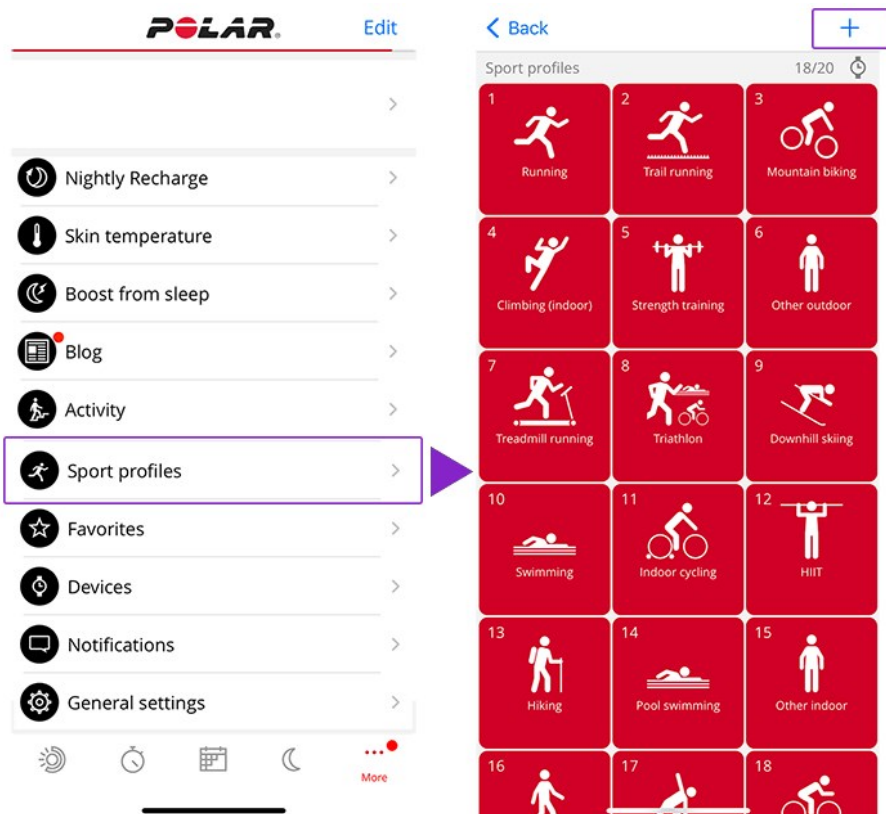 POLAR.
Edit
Nightly Recharge
Skin temperature
Boost from sleep
Blog
Activity
Sport profiles
Favorites
Devices
Notifications
General settings
More
Back
+
Sport profiles 18/20
1 2 3
Running Trail running Mountain biking
4 5 6
Climbing (indoor) Strength training Other outdoor
7 8 9
Treadmill running Triathlon Downhill skiing
10 11 12
Swimming Indoor cycling HIIT
13 14 15
Hiking Pool swimming Other indoor
16 17 18